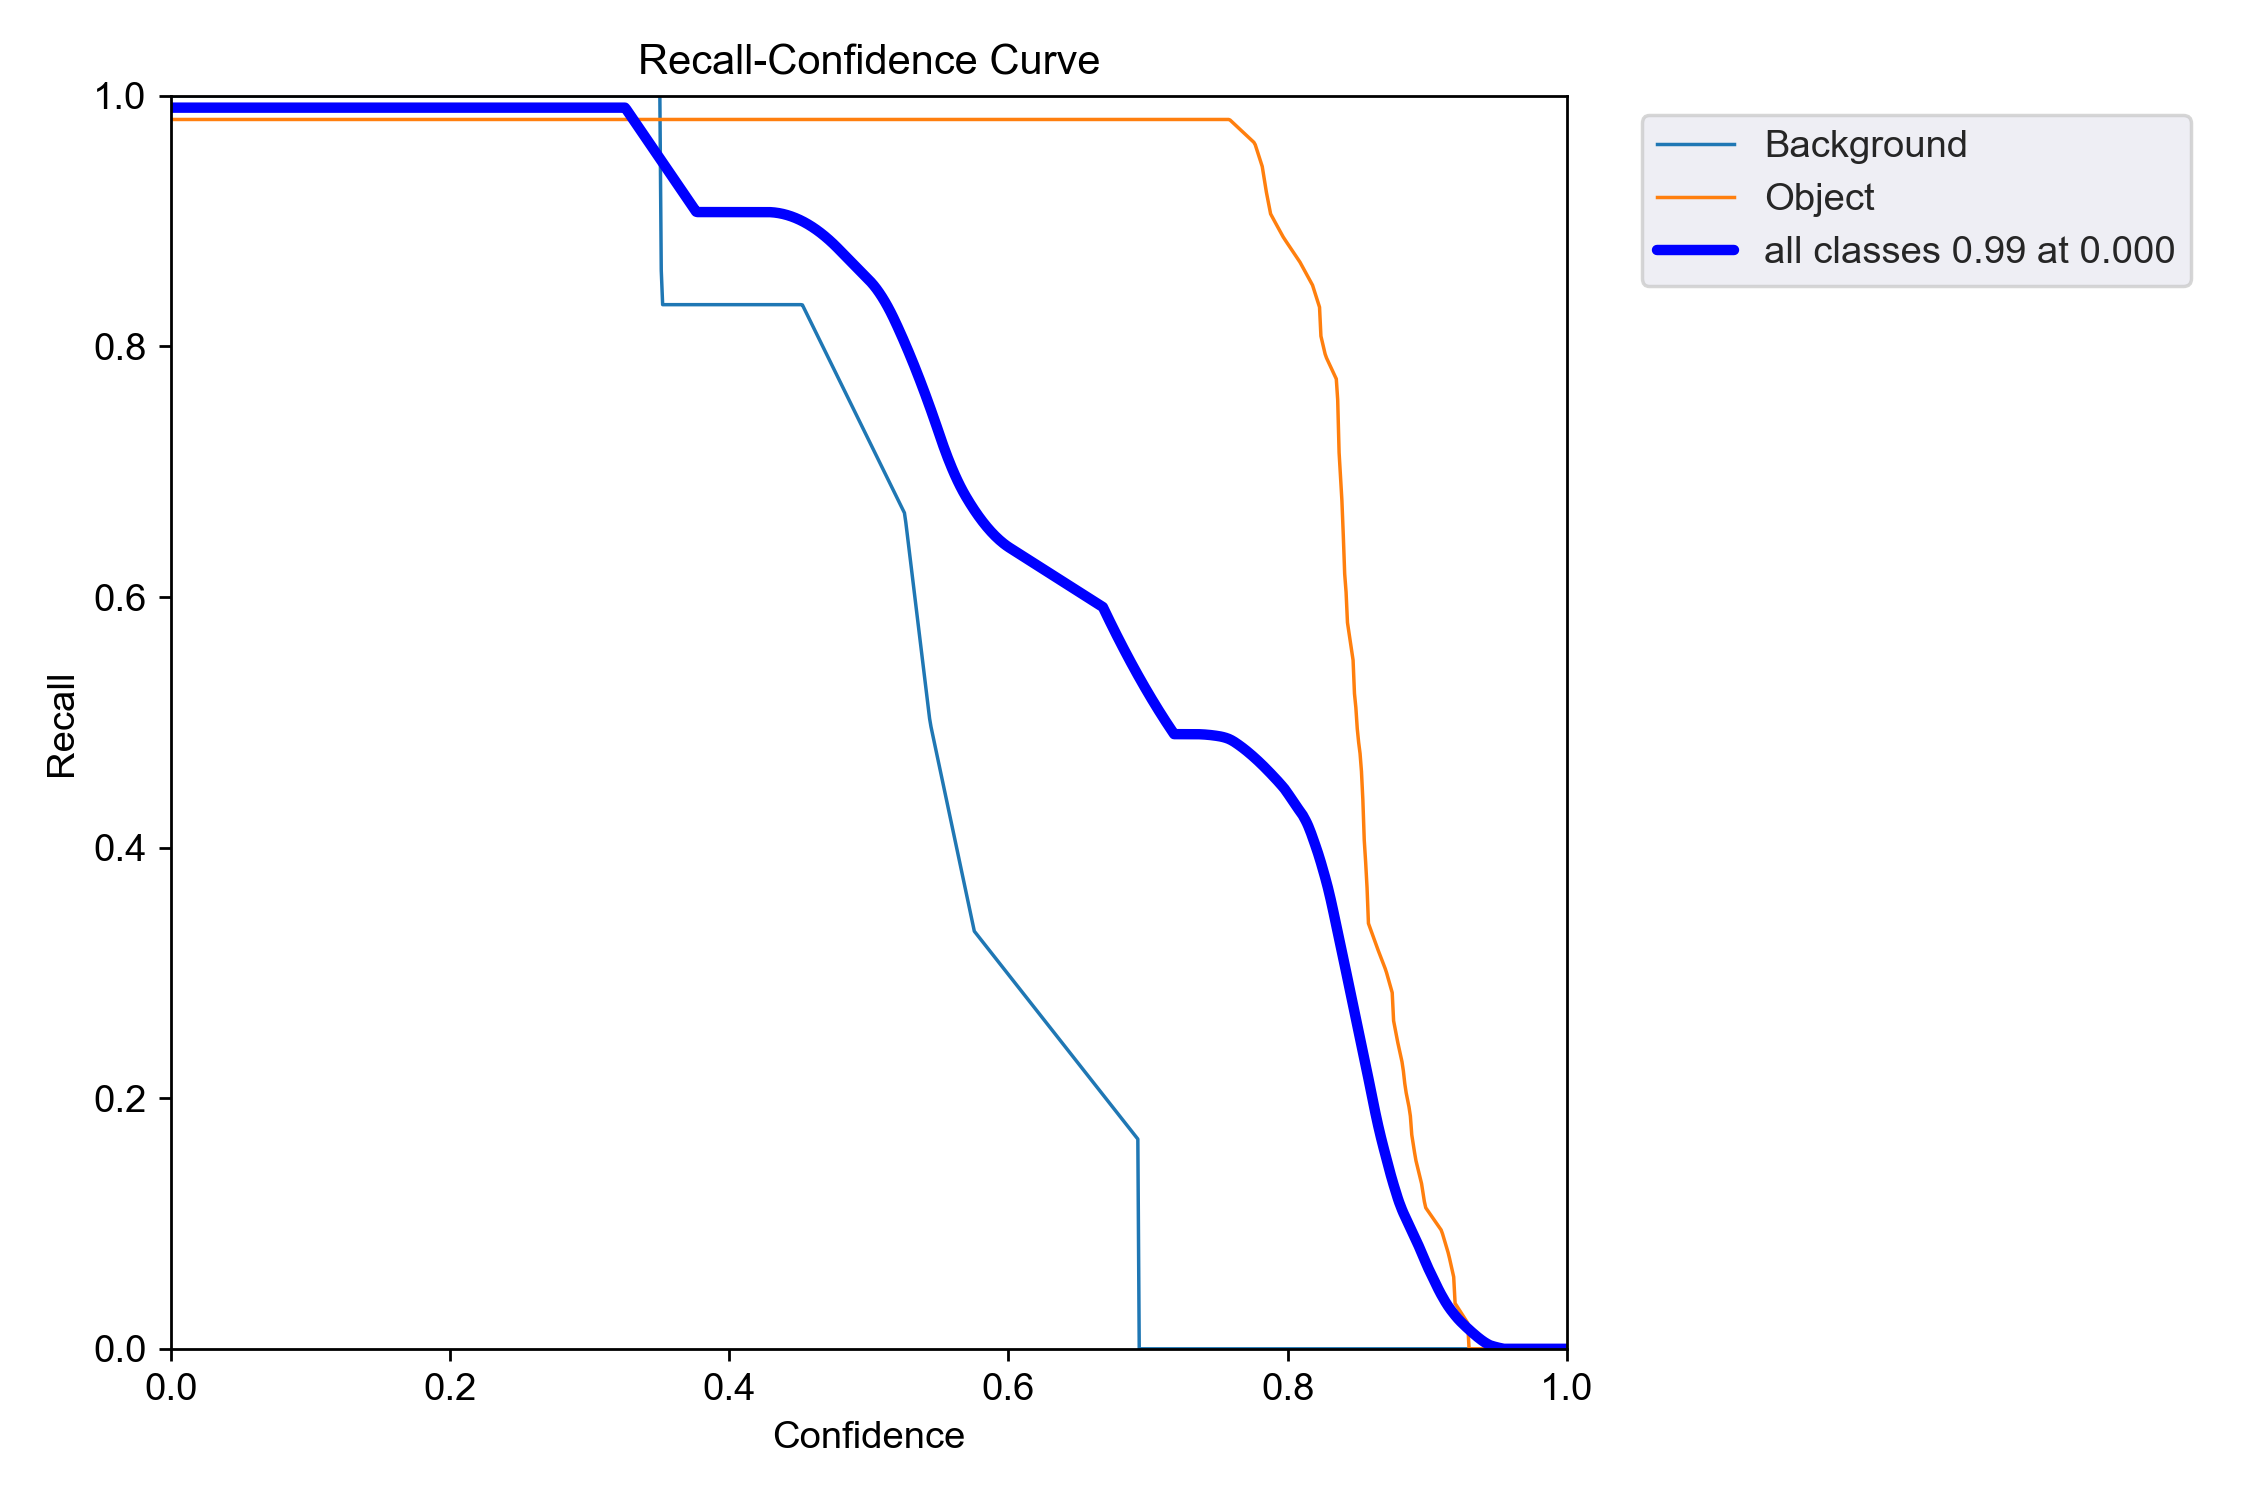 Recall-Confidence Curve
1.0
0.8
0.6
0.4
0.2
0.0
Recall
0.0 0.2 0.4 0.6 0.8 1.0
Confidence
Background
Object
all classes 0.99 at 0.000